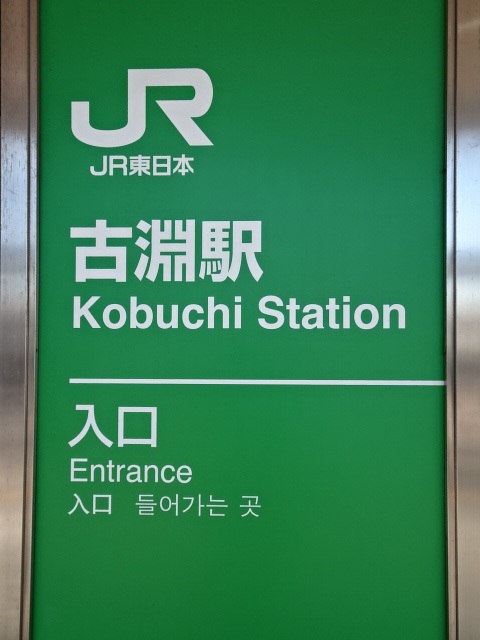 JR
JR東日本
古淵駅
Kobuchi Station
入口
Entrance
入口 들어가는 곳